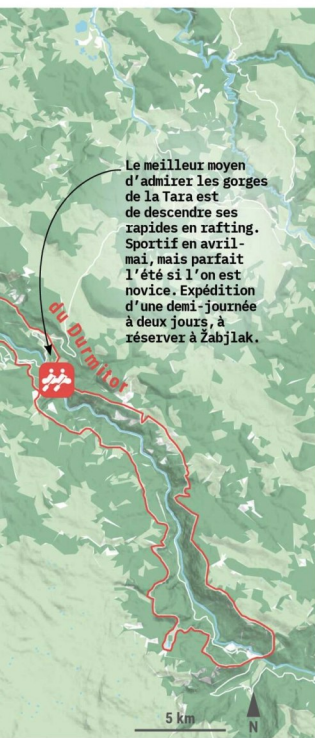 Le meilleur moyen
d'admirer les gorges
de la Tara est
de descendre ses
rapides en rafting.
Sportif en avril-
mai, mais parfait
l'été si l'on est
novice. Expédition
d'une demi-journée
à deux jours, à
réserver à Žabjlak.
du Durmitor
5 km
N